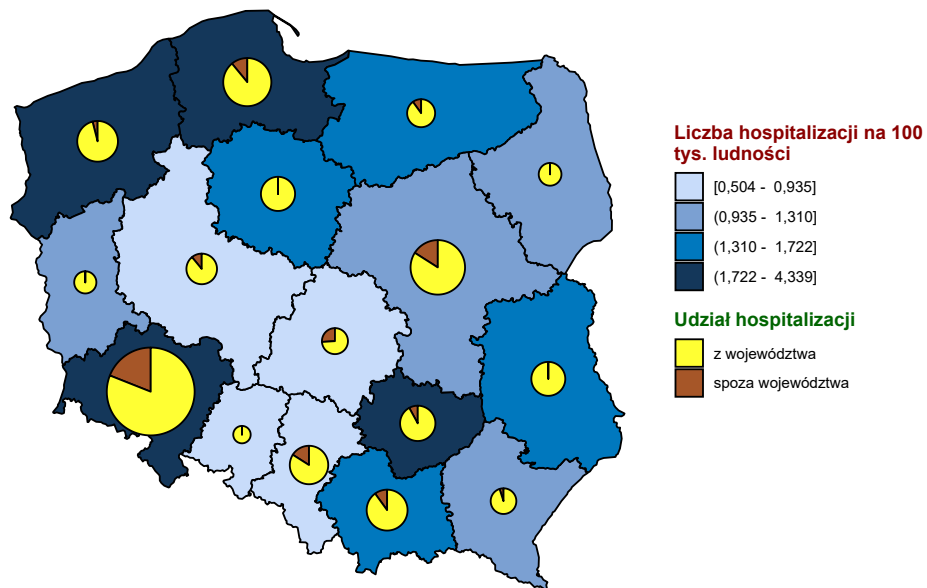 Liczba hospitalizacji na 100
tys. ludności
[0,504 - 0,935]
(0,935 - 1,310]
(1,310 - 1,722]
(1,722 - 4,339]
Udział hospitalizacji
z województwa
spoza województwa